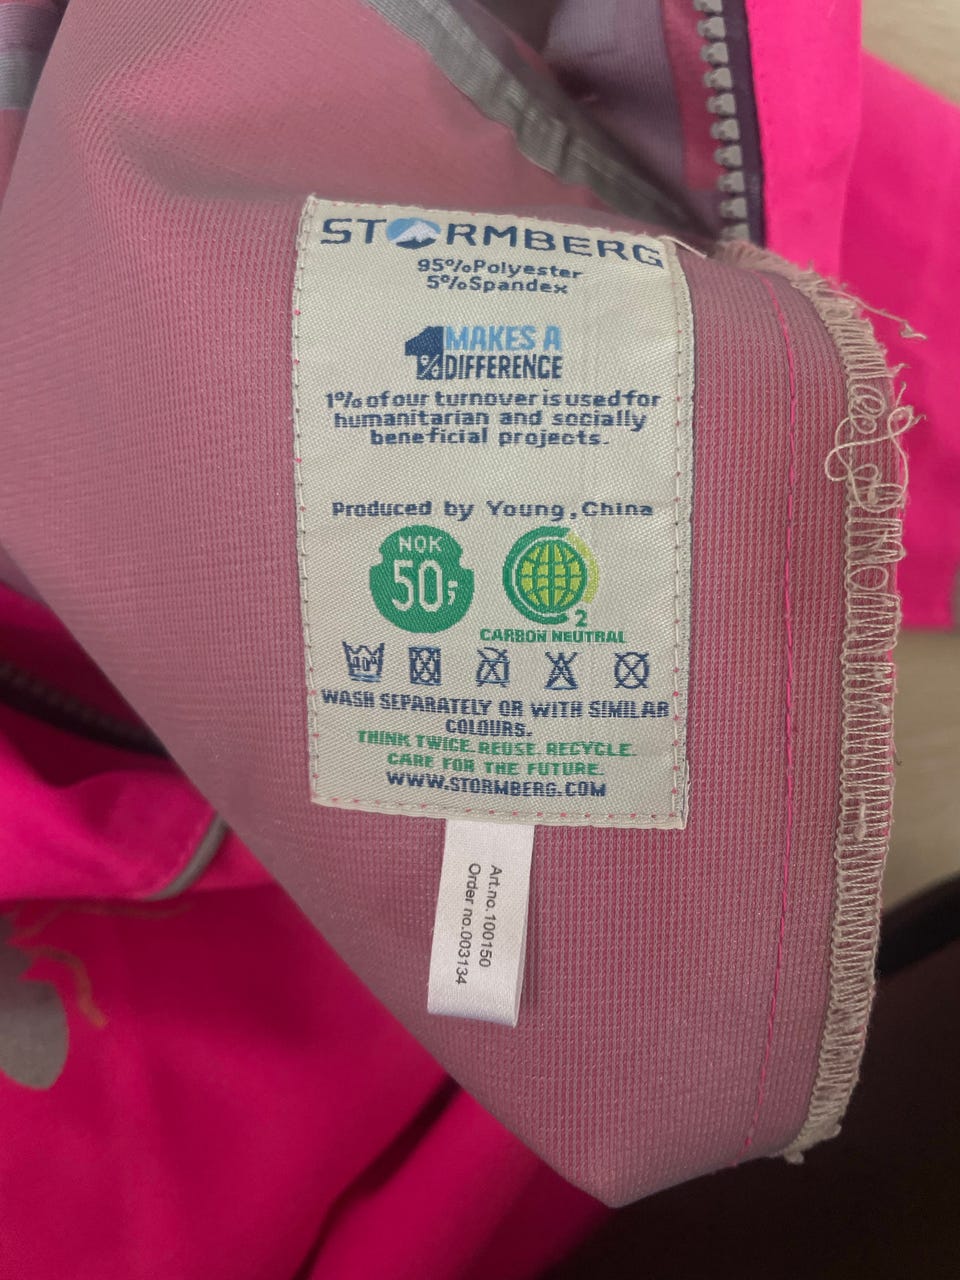 STORMBERG
95%Polyester
5%Spandex
1% MAKES A
DIFFERENCE
1% of our turnover is used for
humanitarian and socially
beneficial projects.
Produced by Young, China
NOK
50,-
2
CARBON NEUTRAL
40°
WASH SEPARATELY OR WITH SIMILAR
COLOURS.
THINK TWICE. REUSE. RECYCLE.
CARE FOR THE FUTURE.
WWW.STORMBERG.COM
Art.no.100150
Order no.003134